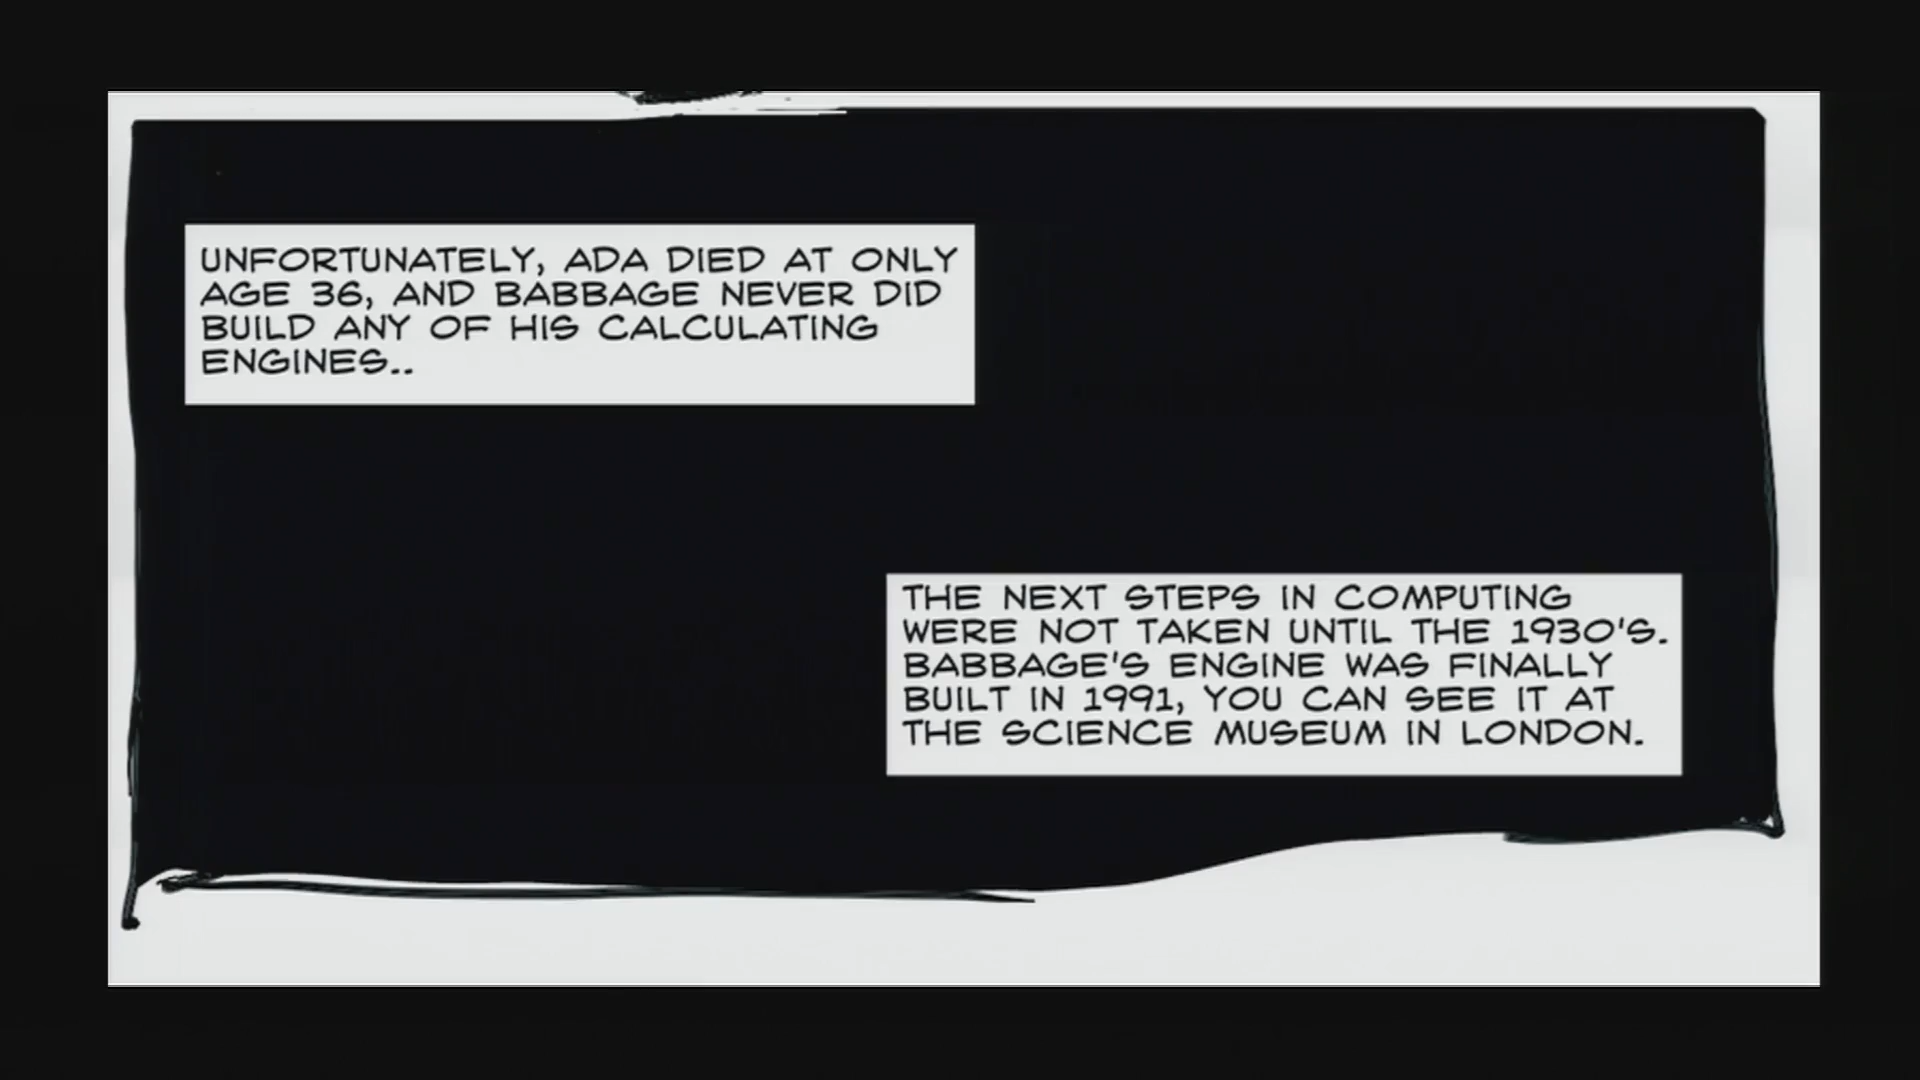 UNFORTUNATELY, ADA DIED AT ONLY
AGE 36, AND BABBAGE NEVER DID
BUILD ANY OF HIS CALCULATING
ENGINES..
THE NEXT STEPS IN COMPUTING
WERE NOT TAKEN UNTIL THE 1930'S.
BABBAGE'S ENGINE WAS FINALLY
BUILT IN 1991, YOU CAN SEE IT AT
THE SCIENCE MUSEUM IN LONDON.